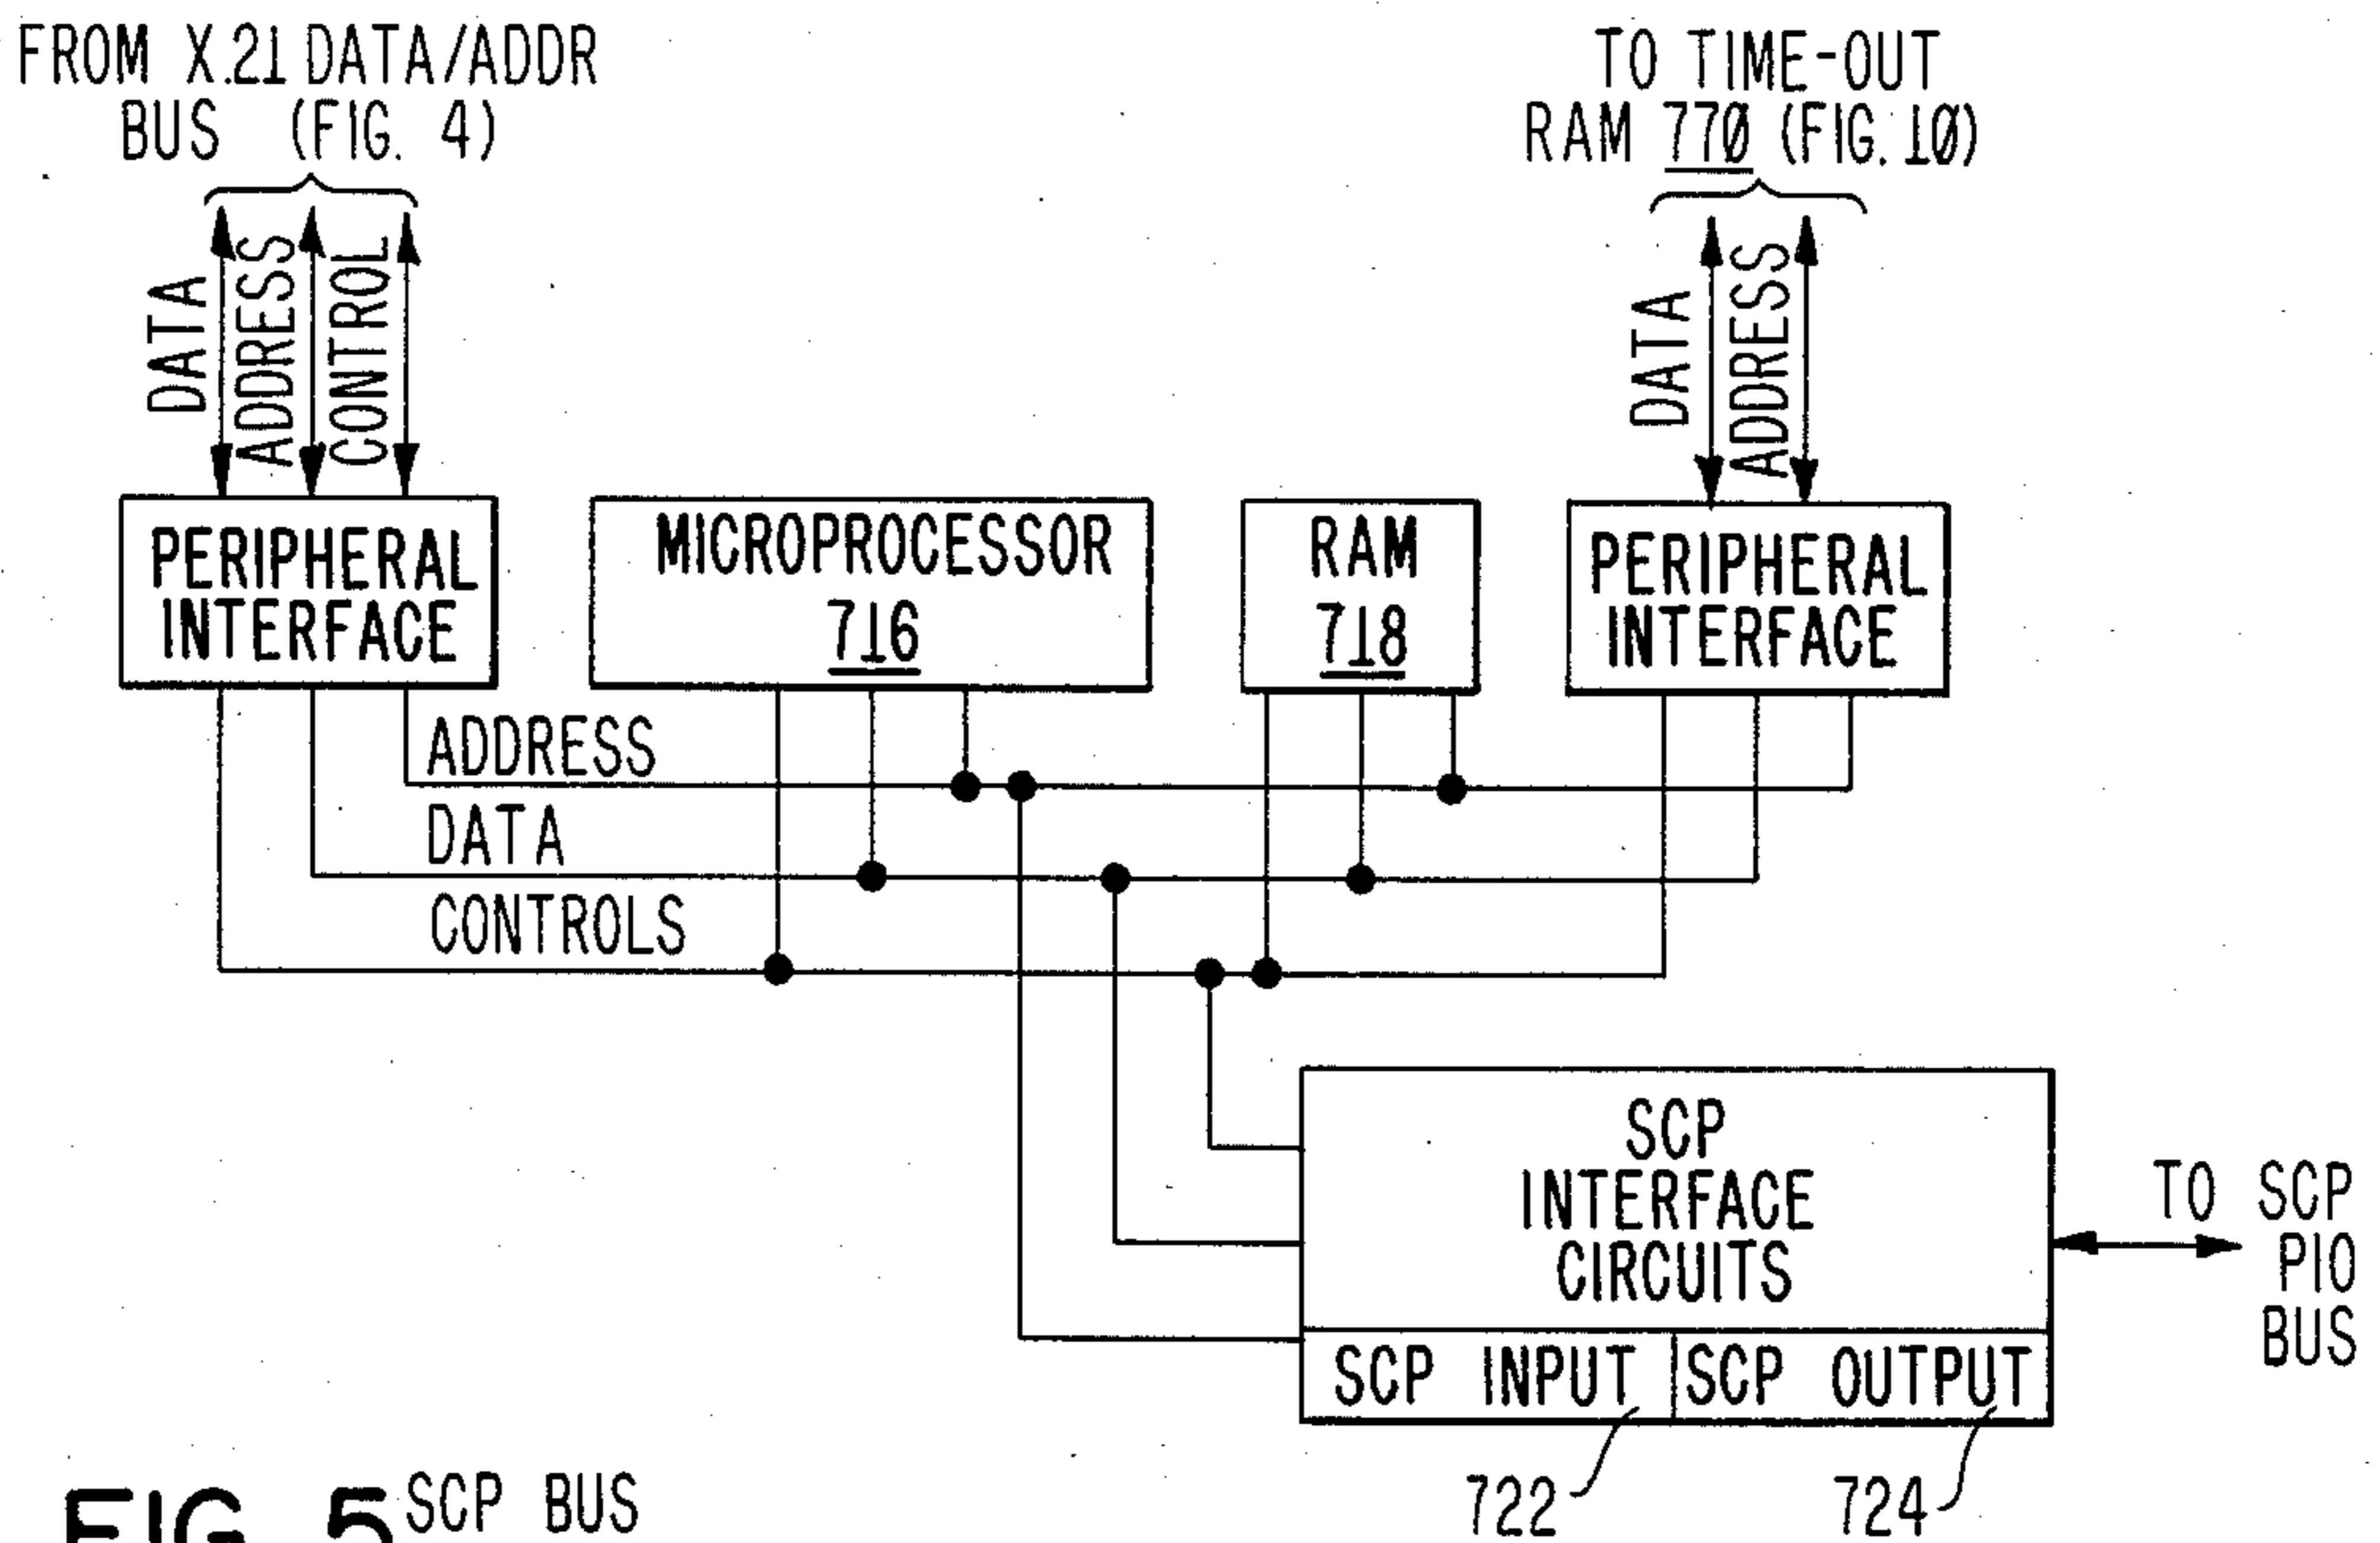 FROM X.21 DATA/ADDR
BUS (FIG. 4)
TO TIME-OUT
RAM 770 (FIG. 10)
DATA
ADDRESS
CONTROL
DATA
ADDRESS
PERIPHERAL
INTERFACE
MICROPROCESSOR
716
RAM
718
PERIPHERAL
INTERFACE
ADDRESS
DATA
CONTROLS
SCP
INTERFACE
CIRCUITS
TO SCP
PIO
BUS
SCP INPUT
SCP OUTPUT
722
724
FIG. 5
SCP BUS